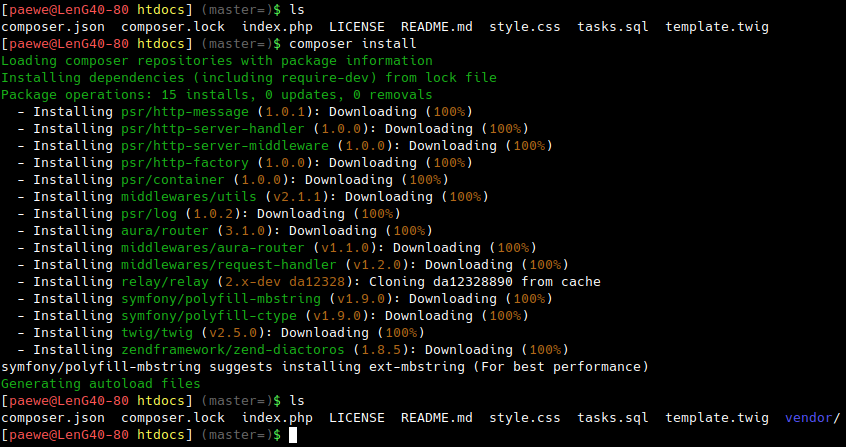 [paewe@LenG40-80 htdocs] (master=)$ ls
composer.json  composer.lock  index.php  LICENSE  README.md  style.css  tasks.sql  template.twig
[paewe@LenG40-80 htdocs] (master=)$ composer install
Loading composer repositories with package information
Installing dependencies (including require-dev) from lock file
Package operations: 15 installs, 0 updates, 0 removals
  - Installing psr/http-message (1.0.1): Downloading (100%)
  - Installing psr/http-server-handler (1.0.0): Downloading (100%)
  - Installing psr/http-server-middleware (1.0.0): Downloading (100%)
  - Installing psr/http-factory (1.0.0): Downloading (100%)
  - Installing psr/container (1.0.0): Downloading (100%)
  - Installing middlewares/utils (v2.1.1): Downloading (100%)
  - Installing psr/log (1.0.2): Downloading (100%)
  - Installing aura/router (3.1.0): Downloading (100%)
  - Installing middlewares/aura-router (v1.1.0): Downloading (100%)
  - Installing middlewares/request-handler (v1.2.0): Downloading (100%)
  - Installing relay/relay (2.x-dev da12328): Cloning da12328890 from cache
  - Installing symfony/polyfill-mbstring (v1.9.0): Downloading (100%)
  - Installing symfony/polyfill-ctype (v1.9.0): Downloading (100%)
  - Installing twig/twig (v2.5.0): Downloading (100%)
  - Installing zendframework/zend-diactoros (1.8.5): Downloading (100%)
symfony/polyfill-mbstring suggests installing ext-mbstring (For best performance)
Generating autoload files
[paewe@LenG40-80 htdocs] (master=)$ ls
composer.json  composer.lock  index.php  LICENSE  README.md  style.css  tasks.sql  template.twig  vendor/
[paewe@LenG40-80 htdocs] (master=)$